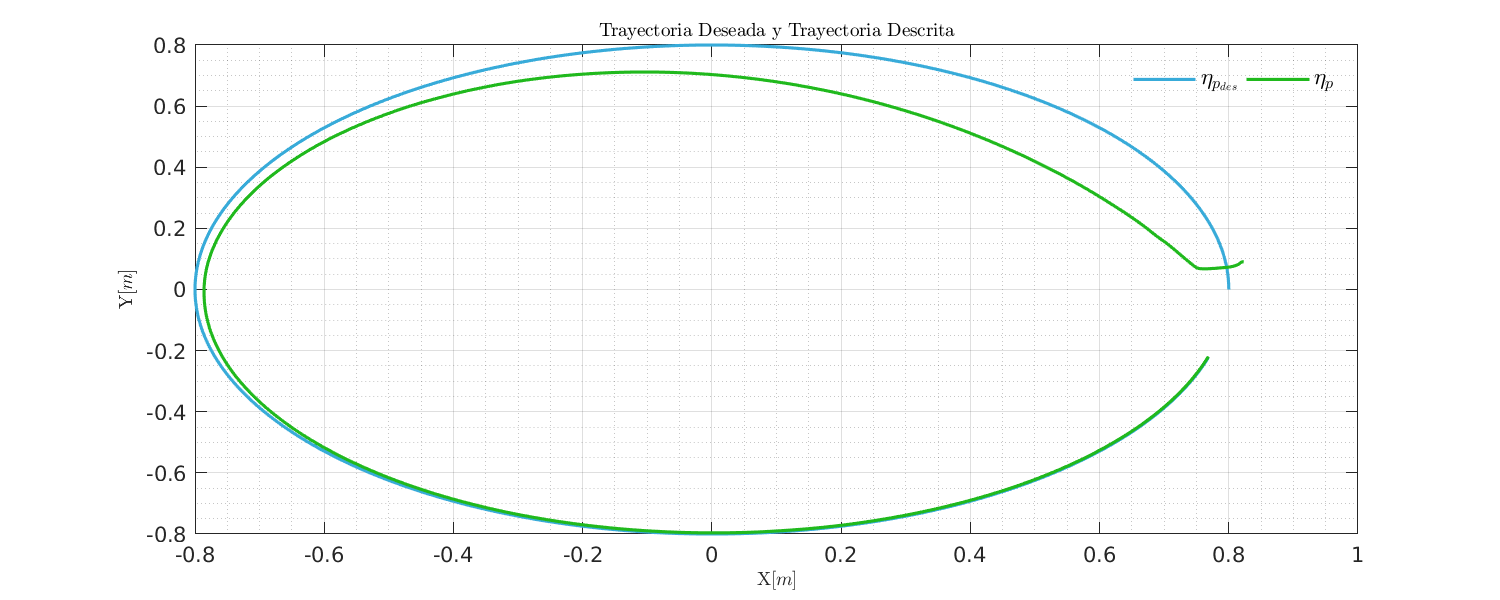 Trayectoria Deseada y Trayectoria Descrita
η_{p_{des}} η_p
0.8
0.6
0.4
0.2
0
-0.2
-0.4
-0.6
-0.8
Y[m]
-0.8 -0.6 -0.4 -0.2 0 0.2 0.4 0.6 0.8 1
X[m]